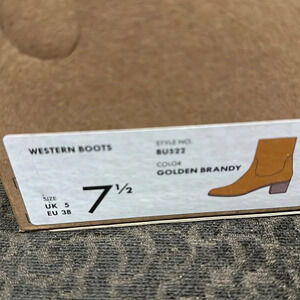 WESTERN BOOTS
STYLE NO.
BU522
COLOR
GOLDEN BRANDY
SIZE
UK 5
EU 38
7 1/2